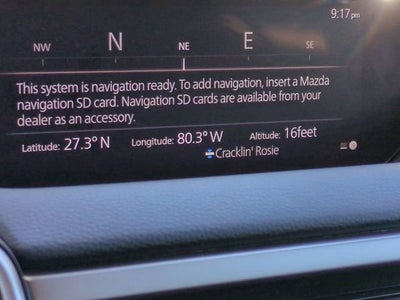 9:17pm
NW N NE E SE
This system is navigation ready. To add navigation, insert a Mazda
navigation SD card. Navigation SD cards are available from your
dealer as an accessory.
Latitude: 27.3° N Longitude: 80.3° W Altitude: 16feet
Cracklin' Rosie